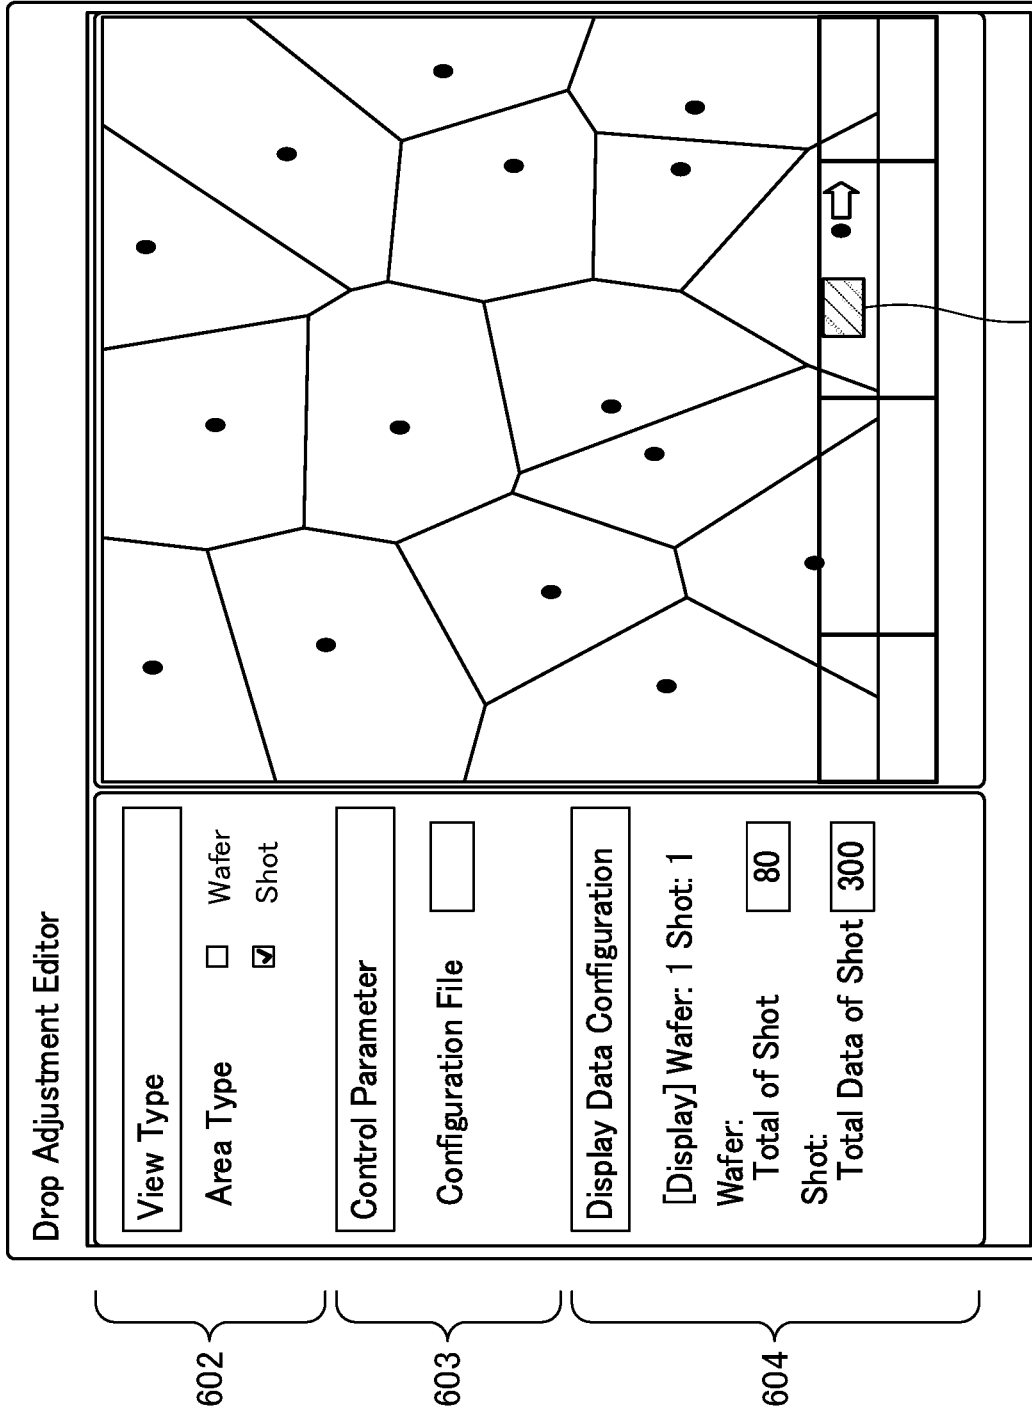 Drop Adjustment Editor
View Type
Area Type
Wafer
Shot
Control Parameter
Configuration File
Display Data Configuration
[Display] Wafer: 1 Shot: 1
Wafer:
Total of Shot 80
Shot:
Total Data of Shot 300
602
603
604